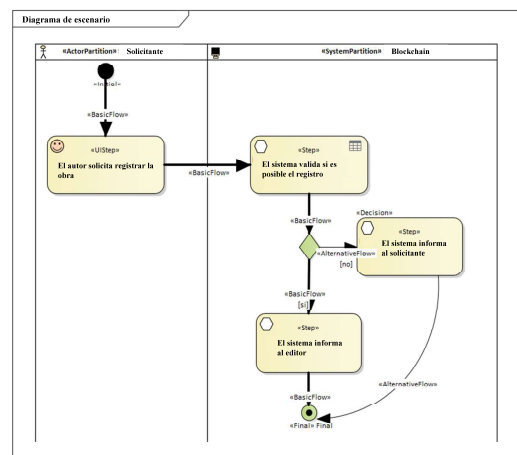 Diagrama de escenario
«ActorPartition» Solicitante
«SystemPartition» Blockchain
«Initial»
«BasicFlow»
«UIStep»
El autor solicita registrar la
obra
«BasicFlow»
«Step»
El sistema valida si es
posible el registro
«BasicFlow»
«Decision»
«Step»
El sistema informa
al solicitante
«AlternativeFlow»
[no]
«BasicFlow»
[si]
«Step»
El sistema informa
al editor
«AlternativeFlow»
«BasicFlow»
«Final» Final